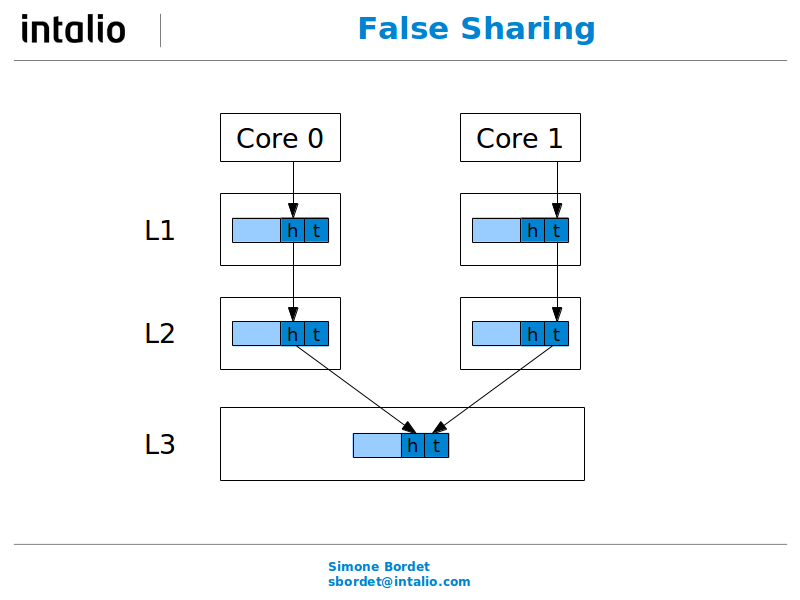 intalio
False Sharing
Core 0
Core 1
L1
h t
h t
L2
h t
h t
L3
h t
Simone Bordet
sbordet@intalio.com